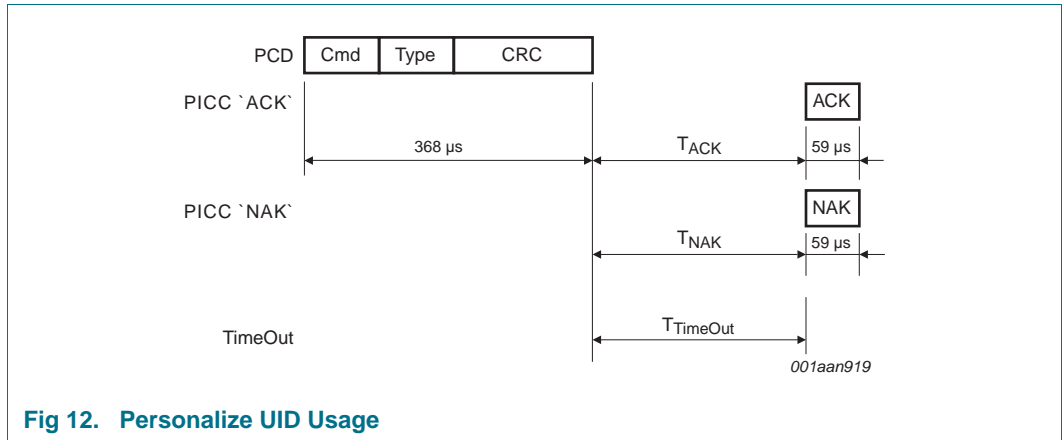 PCD Cmd Type CRC
PICC `ACK` ACK
368 µs TACK 59 µs
PICC `NAK` NAK
TNAK 59 µs
TimeOut TTimeOut
001aan919
Fig 12. Personalize UID Usage